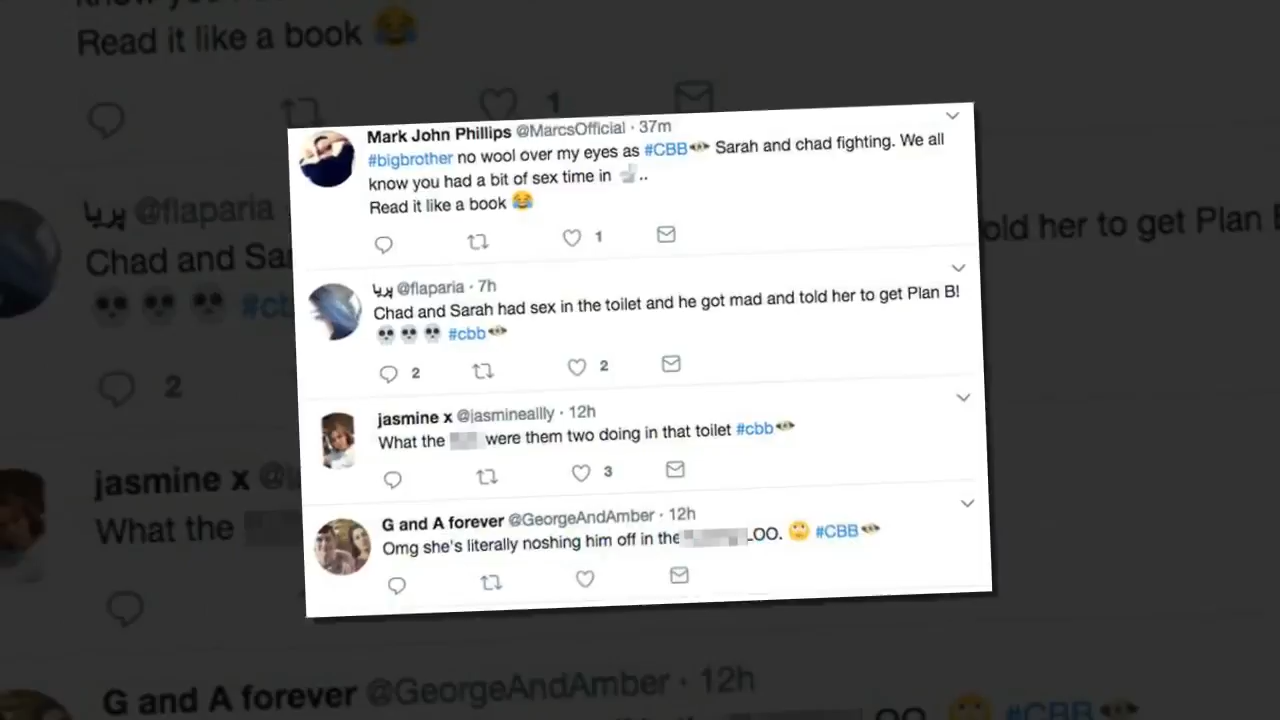 Read it like a book 😂
1
Mark John Phillips @MarcsOfficial · 37m
#bigbrother no wool over my eyes as #CBB Sarah and chad fighting. We all
know you had a bit of sex time in 🚽..
Read it like a book 😂
1
پریا @flaparia · 7h
Chad and Sarah had sex in the toilet and he got mad and told her to get Plan B!
💀 💀 💀 #cbb
2 2
jasmine x @jasmineallly · 12h
What the were them two doing in that toilet #cbb
3
G and A forever @GeorgeAndAmber · 12h
Omg she's literally noshing him off in the LOO. 🙄 #CBB
پریا @flaparia
Chad and Sar old her to get Plan B
💀 💀 💀 #cb
2
jasmine x @
What the
G and A forever @GeorgeAndAmber · 12h
OO. 🙄 #CBB